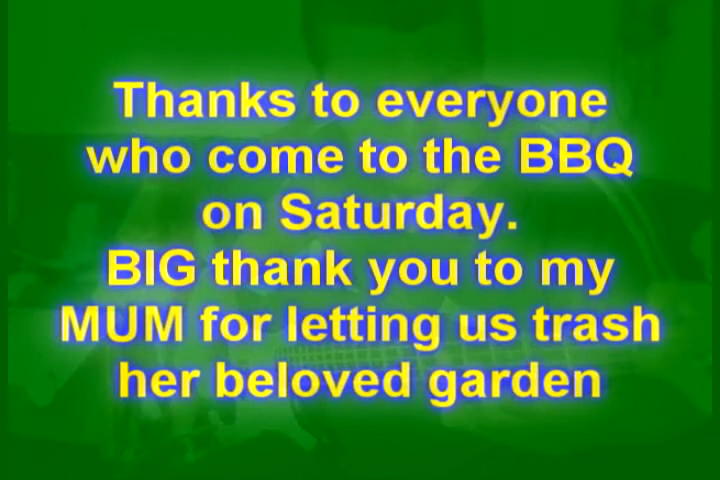 Thanks to everyone
who come to the BBQ
on Saturday.
BIG thank you to my
MUM for letting us trash
her beloved garden